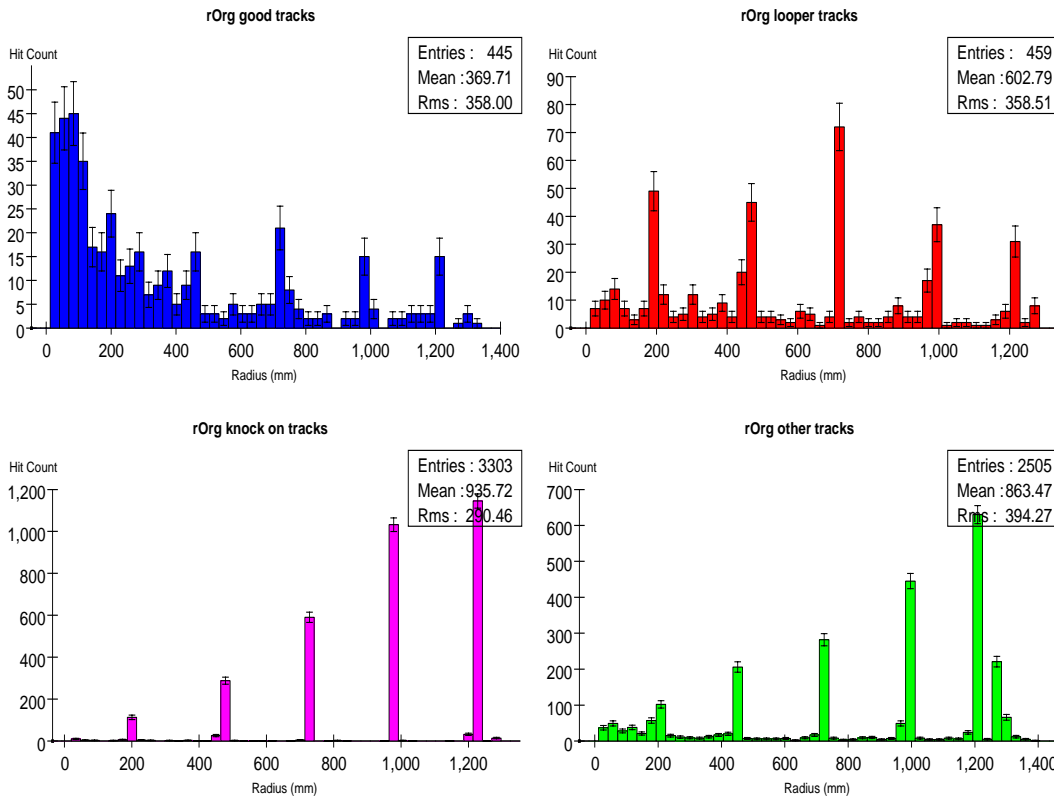 rOrg good tracks
Hit Count
Entries : 445
Mean :369.71
Rms : 358.00
50
45
40
35
30
25
20
15
10
5
0
0 200 400 600 800 1,000 1,200 1,400
Radius (mm)
rOrg looper tracks
Hit Count
Entries : 459
Mean :602.79
Rms : 358.51
90
80
70
60
50
40
30
20
10
0
0 200 400 600 800 1,000 1,200
Radius (mm)
rOrg knock on tracks
Hit Count
Entries : 3303
Mean :935.72
Rms : 290.46
1,200
1,000
800
600
400
200
0
0 200 400 600 800 1,000 1,200
Radius (mm)
rOrg other tracks
Hit Count
Entries : 2505
Mean :863.47
Rms : 394.27
700
600
500
400
300
200
100
0
0 200 400 600 800 1,000 1,200 1,400
Radius (mm)